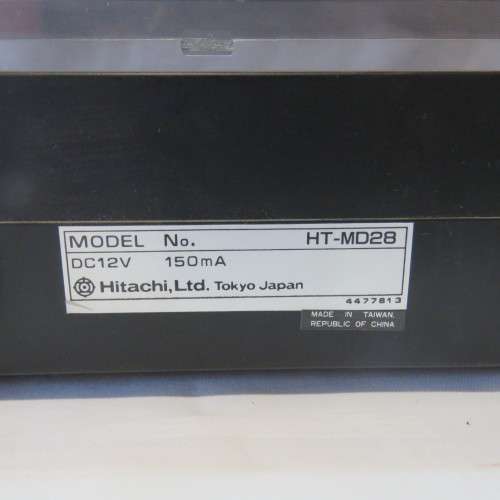 MODEL No. HT-MD28
DC12V 150mA
Hitachi, Ltd. Tokyo Japan
4477813
MADE IN TAIWAN,
REPUBLIC OF CHINA